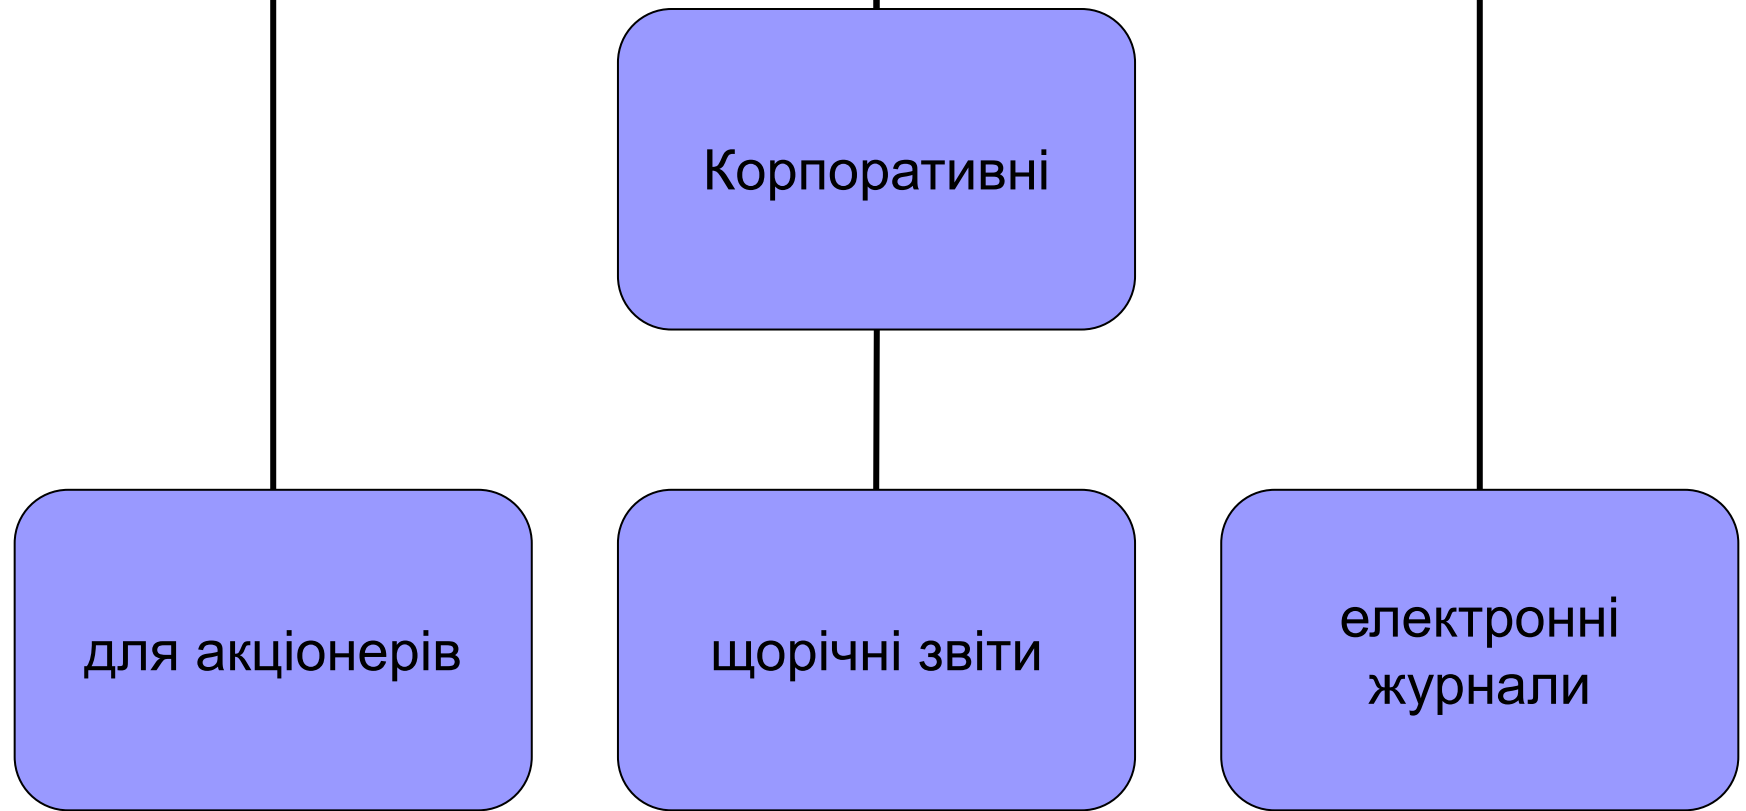 Корпоративні
для акціонерів
щорічні звіти
електронні
журнали